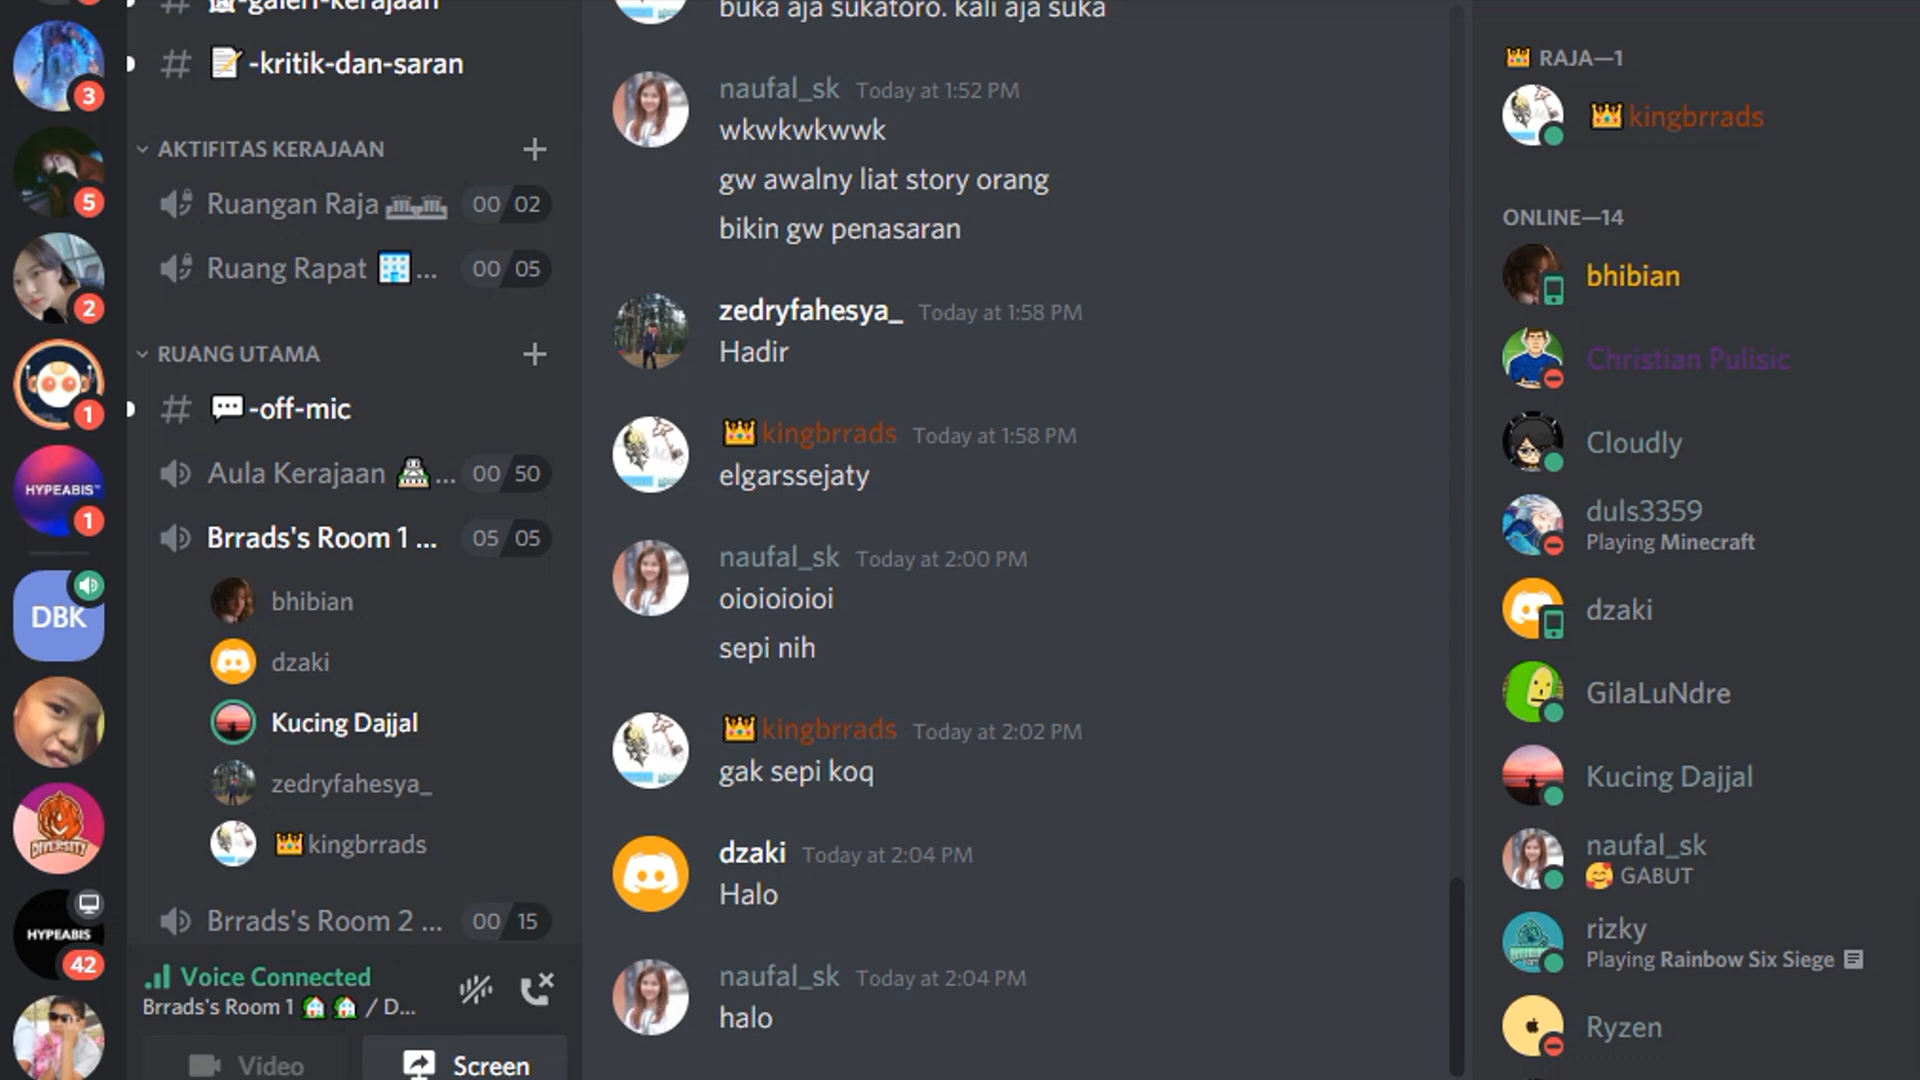 -galeri-kerajaan
# -kritik-dan-saran
AKTIFITAS KERAJAAN
Ruangan Raja 00 02
Ruang Rapat ... 00 05
RUANG UTAMA
# -off-mic
Aula Kerajaan ... 00 50
Brrads's Room 1 ... 05 05
bhibian
dzaki
Kucing Dajjal
zedryfahesya_
kingbrrads
Brrads's Room 2 ... 00 15
Voice Connected
Brrads's Room 1 / D...
Video
Screen
3
5
2
1
HYPEABIS™
1
DBK
DIVERSITY
HYPEABIS
42
buka aja sukatoro. kali aja suka
naufal_sk Today at 1:52 PM
wkwkwkwwk
gw awalny liat story orang
bikin gw penasaran
zedryfahesya_ Today at 1:58 PM
Hadir
kingbrrads Today at 1:58 PM
elgarssejaty
naufal_sk Today at 2:00 PM
oioioioioi
sepi nih
kingbrrads Today at 2:02 PM
gak sepi koq
dzaki Today at 2:04 PM
Halo
naufal_sk Today at 2:04 PM
halo
RAJA—1
kingbrrads
ONLINE—14
bhibian
Christian Pulisic
Cloudly
duls3359
Playing Minecraft
dzaki
GilaLuNdre
Kucing Dajjal
naufal_sk
GABUT
rizky
Playing Rainbow Six Siege
Ryzen